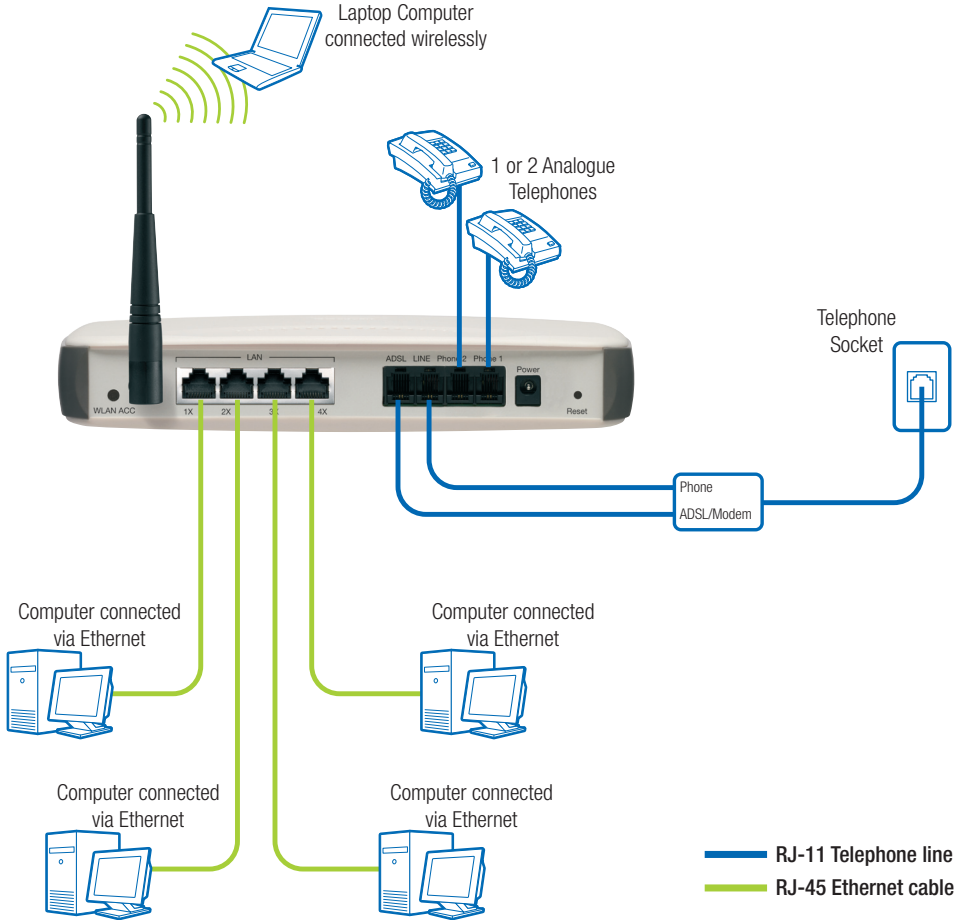 Laptop Computer
connected wirelessly
1 or 2 Analogue
Telephones
Telephone
Socket
LAN
ADSL LINE Phone 2 Phone 1
Power
WLAN ACC
1X 2X 3X 4X
Reset
Phone
ADSL/Modem
Computer connected
via Ethernet
Computer connected
via Ethernet
Computer connected
via Ethernet
Computer connected
via Ethernet
RJ-11 Telephone line
RJ-45 Ethernet cable